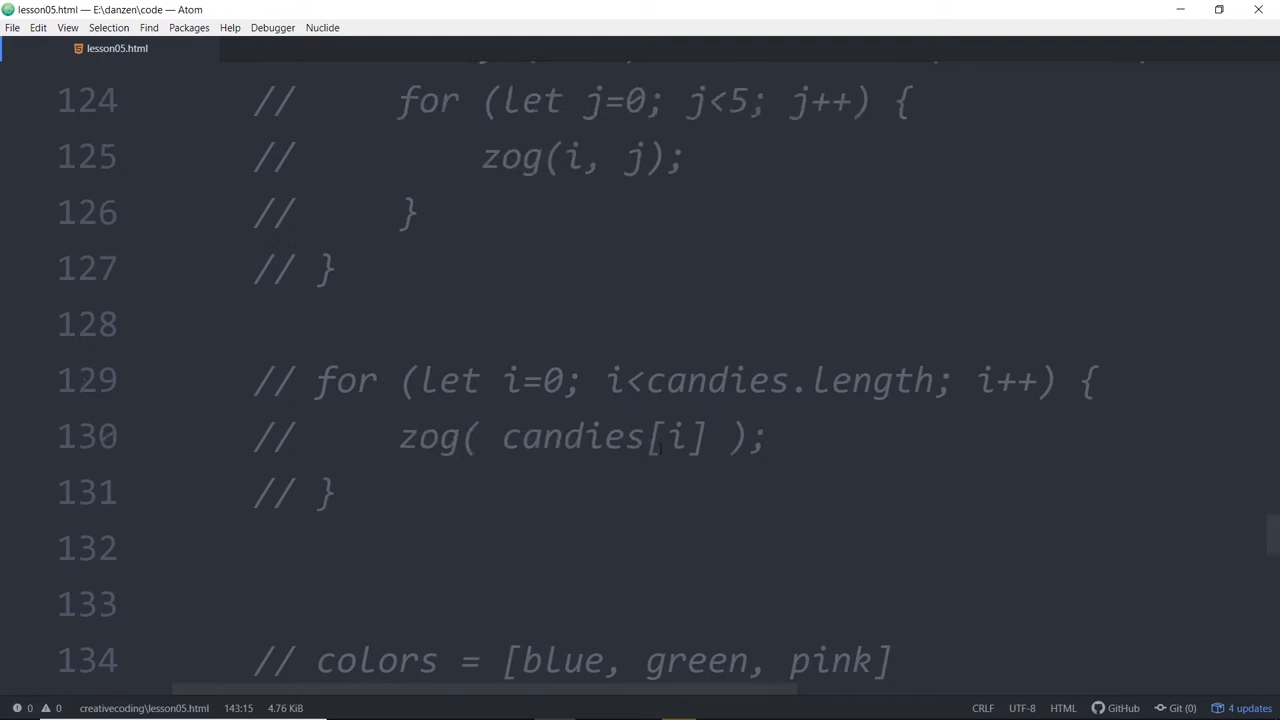 lesson05.html — E:\danzen\code — Atom
File Edit View Selection Find Packages Help Debugger Nuclide
lesson05.html
124 // for (let j=0; j<5; j++) {
125 // zog(i, j);
126 // }
127 // }
128
129 // for (let i=0; i<candies.length; i++) {
130 // zog( candies[i] );
131 // }
132
133
134 // colors = [blue, green, pink]
0 0 creativecoding\lesson05.html 143:15 4.76 KiB CRLF UTF-8 HTML GitHub Git (0) 4 updates